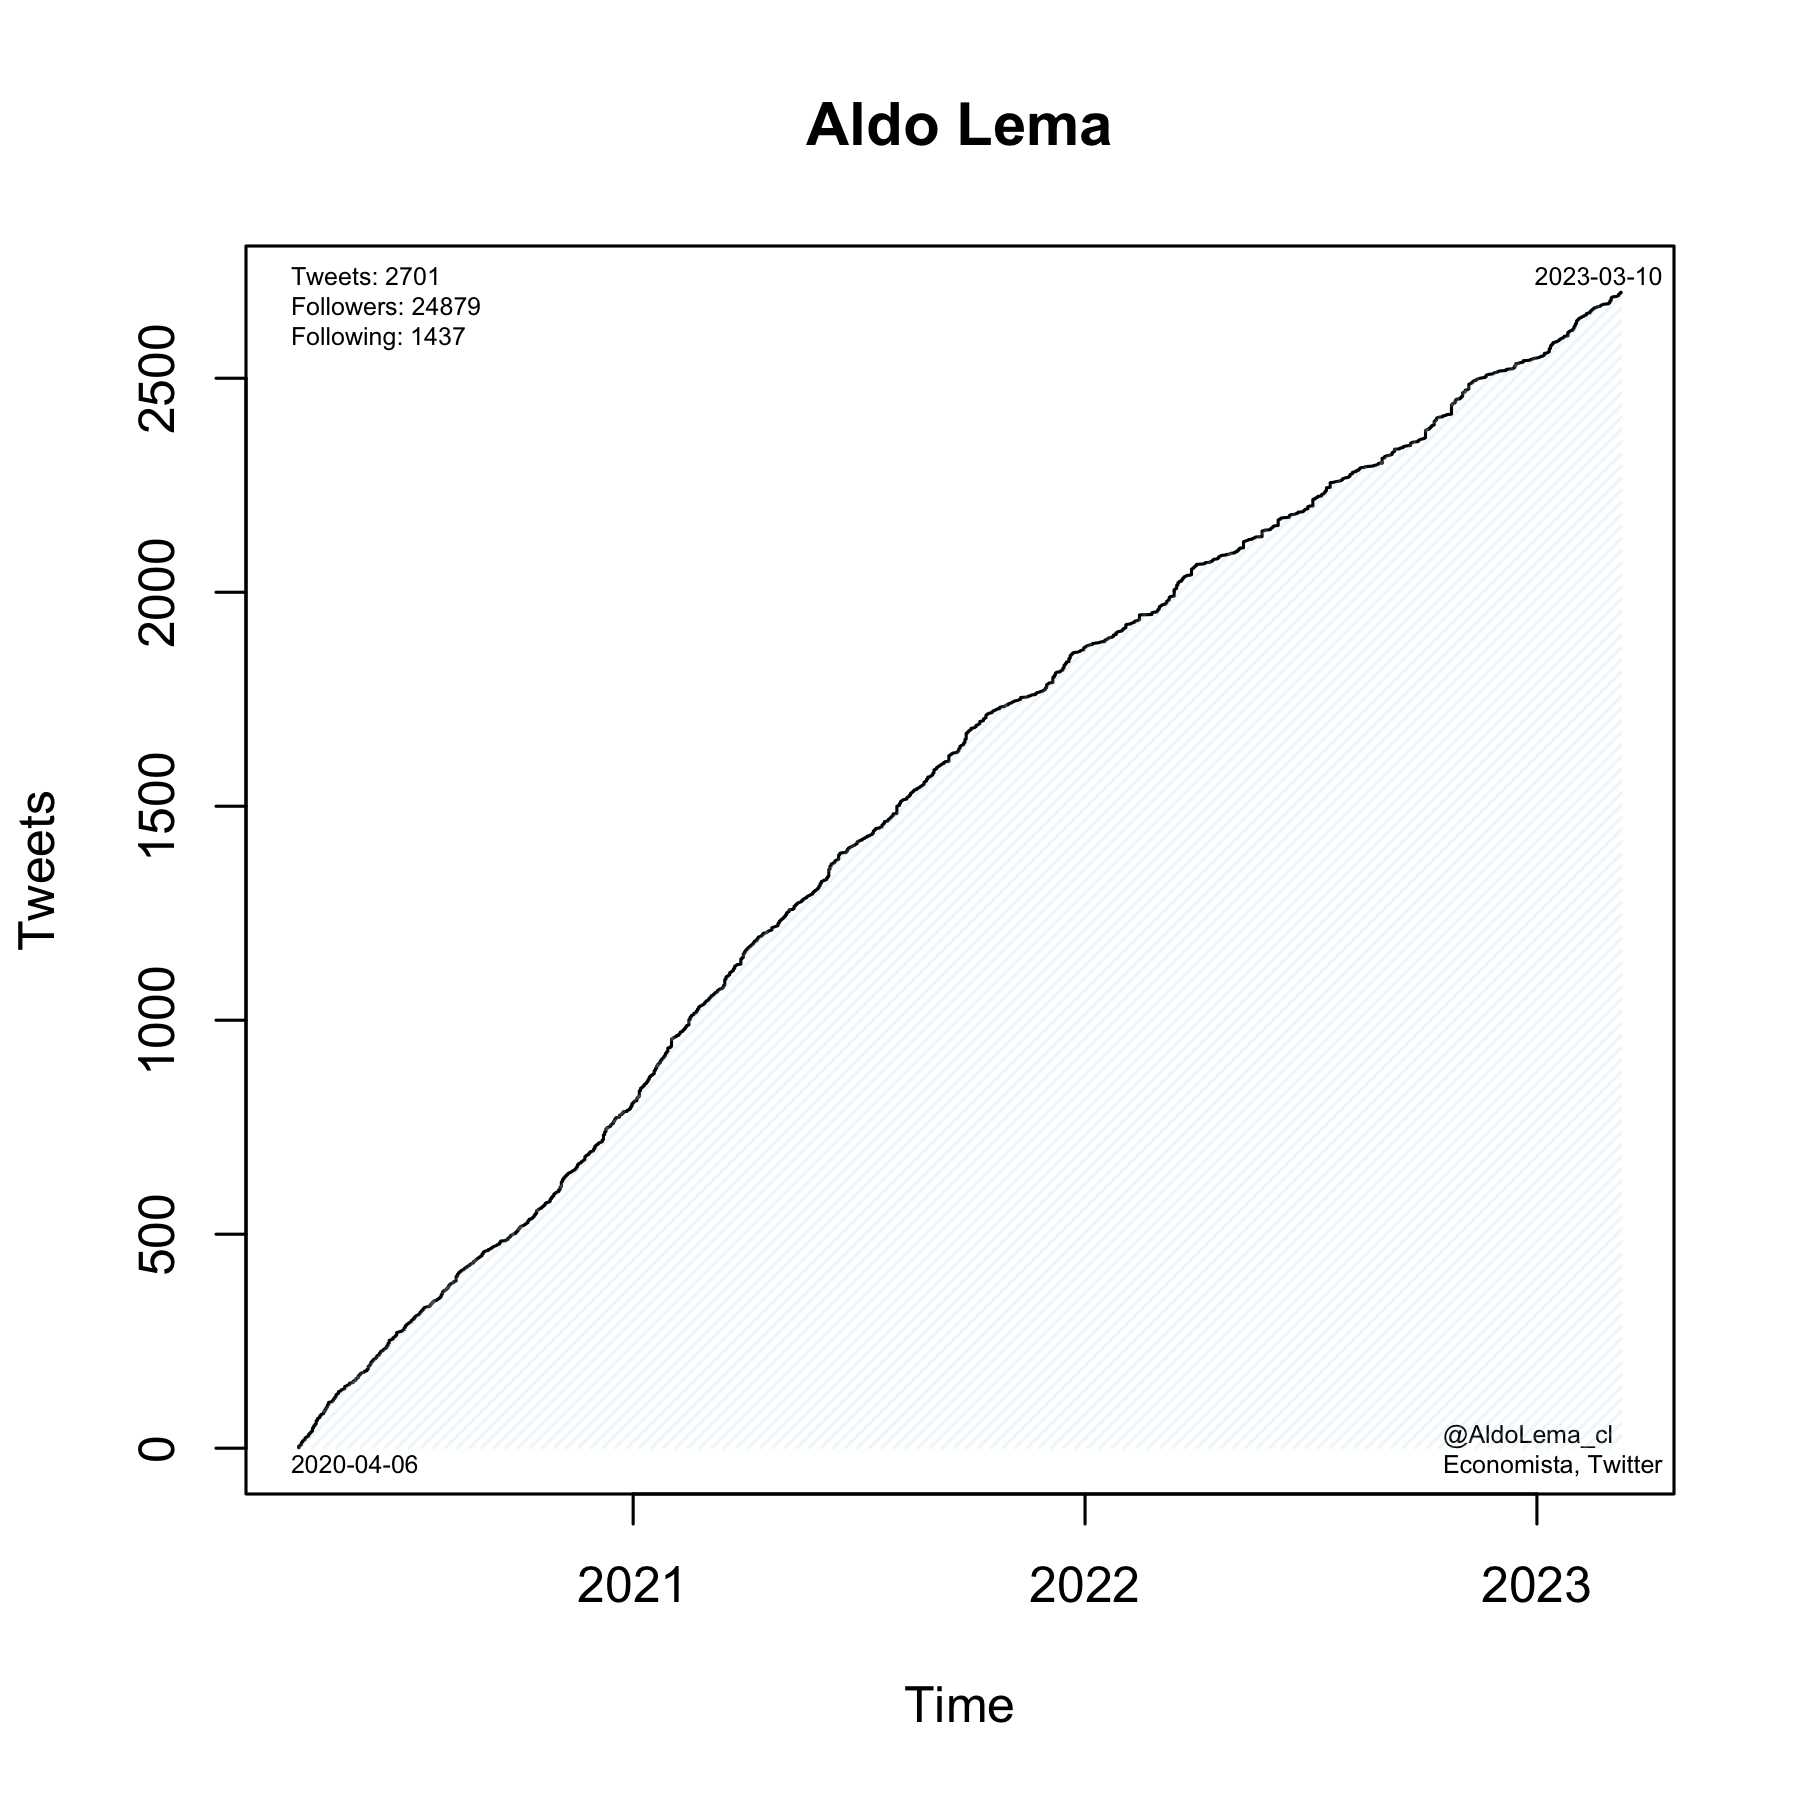 Aldo Lema
Tweets: 2701
Followers: 24879
Following: 1437
2023-03-10
2500
2000
1500
1000
500
0
Tweets
2020-04-06
@AldoLema_cl
Economista, Twitter
2021
2022
2023
Time